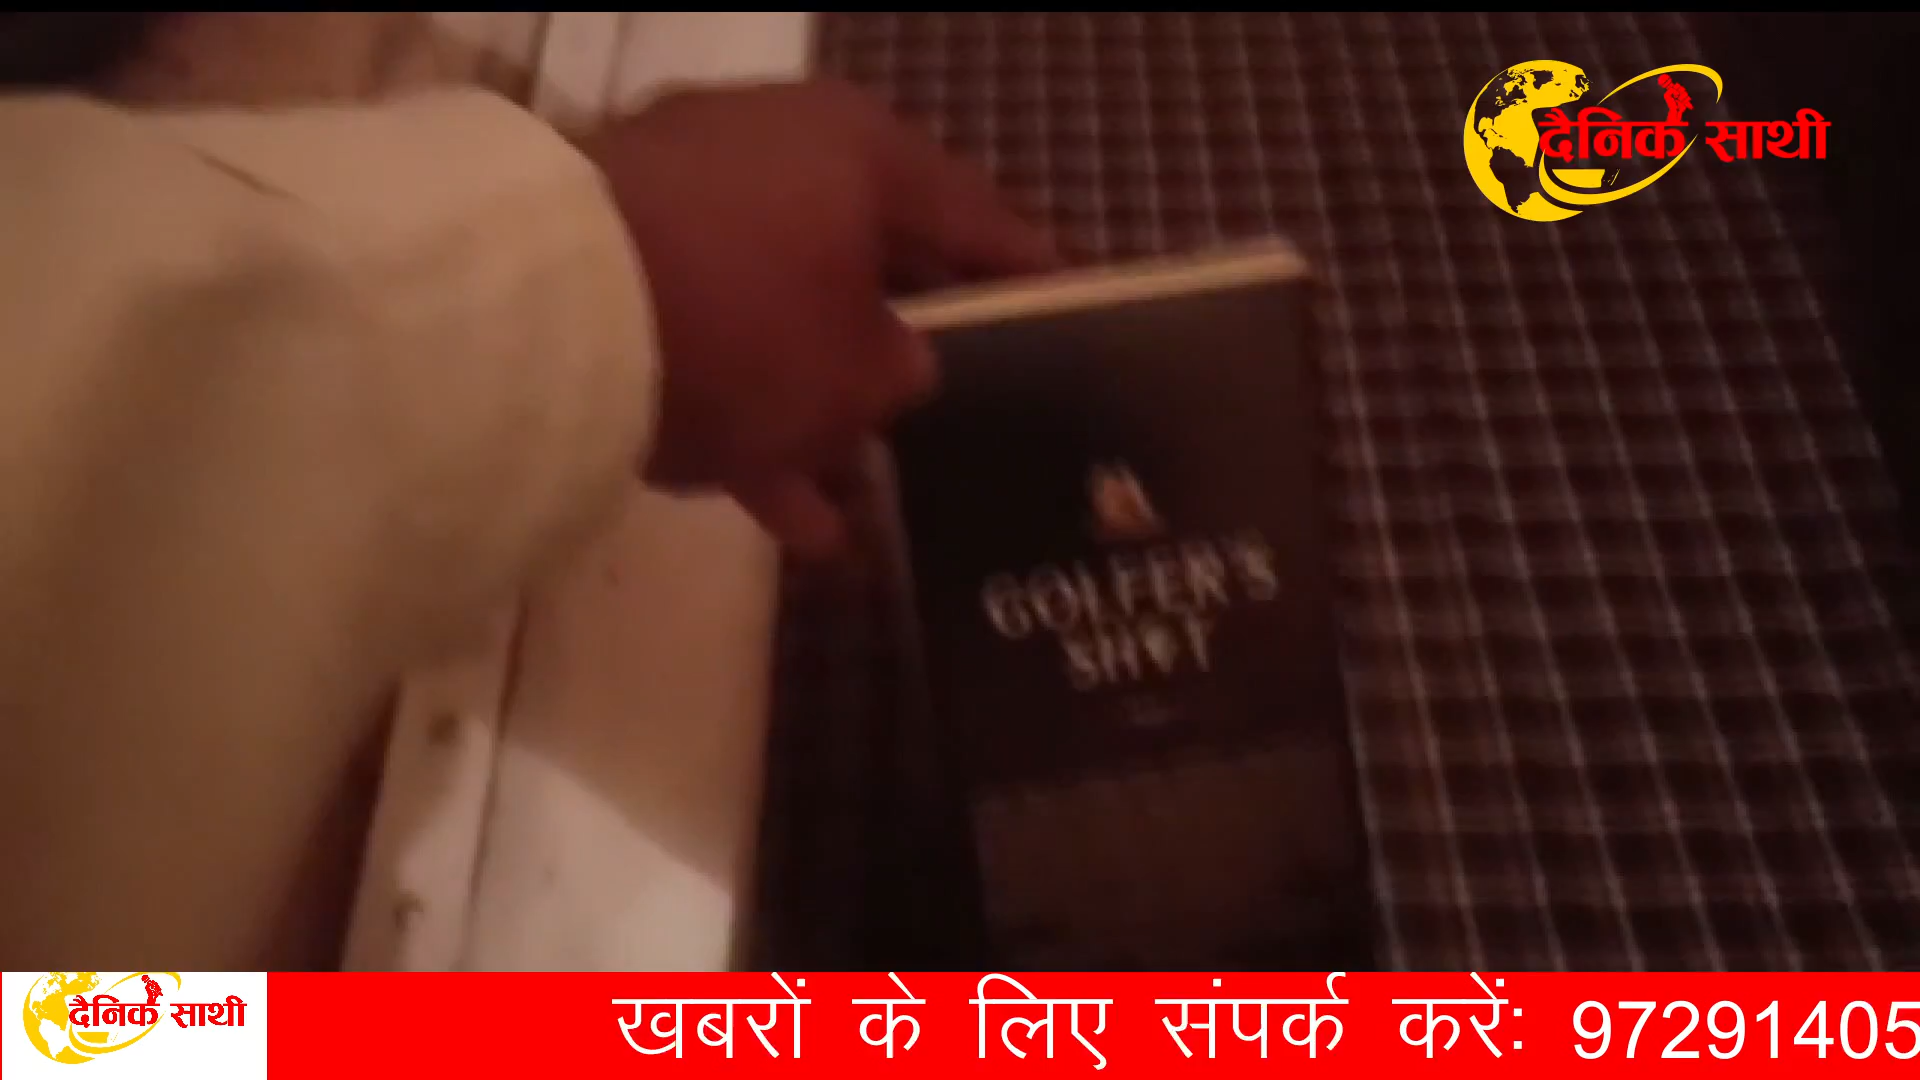 दैनिक साथी
GOLFER'S
SHOT
दैनिक साथी
खबरों के लिए संपर्क करें: 97291405